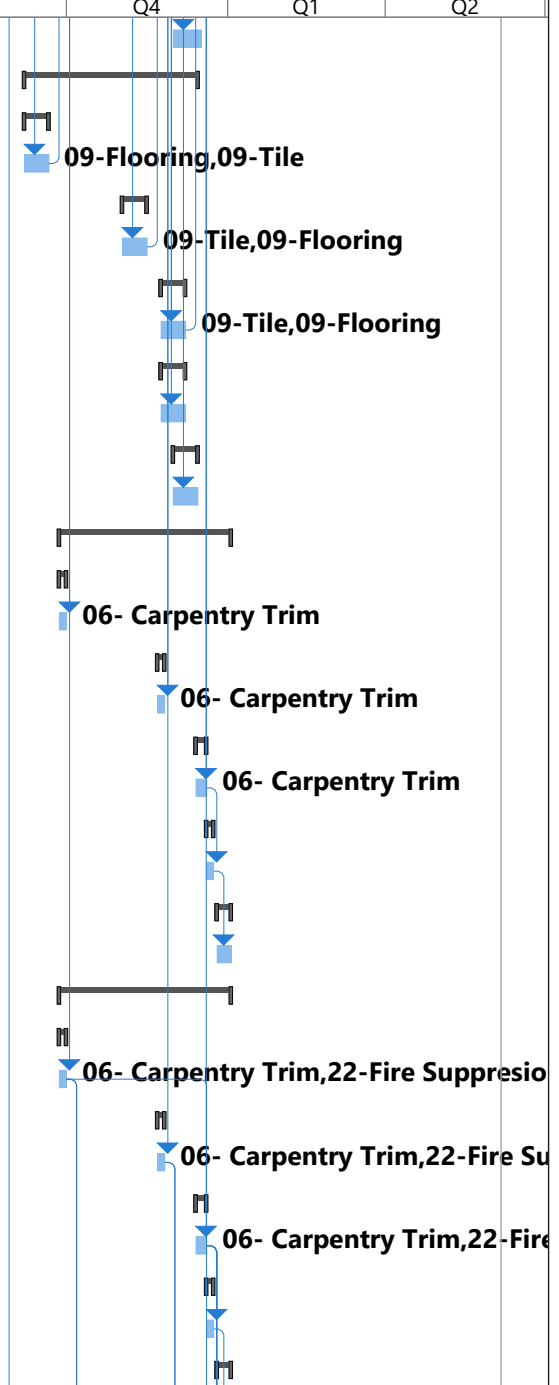 Q4 Q1 Q2
09-Flooring,09-Tile
09-Tile,09-Flooring
09-Tile,09-Flooring
06- Carpentry Trim
06- Carpentry Trim
06- Carpentry Trim
06- Carpentry Trim,22-Fire Suppresio
06- Carpentry Trim,22-Fire Su
06- Carpentry Trim,22-Fire